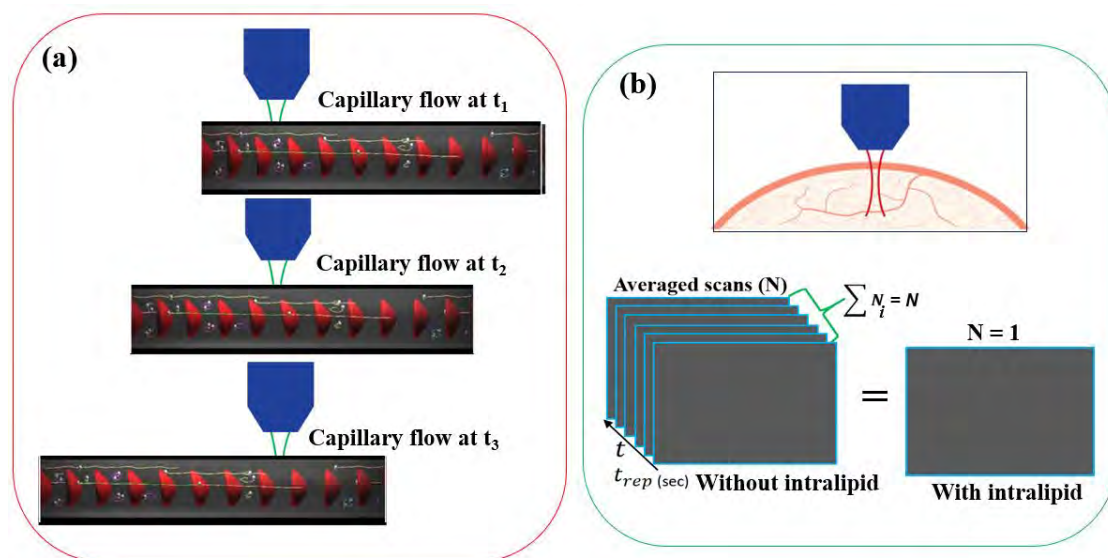 (a)
Capillary flow at t₁
Capillary flow at t₂
Capillary flow at t₃
(b)
Averaged scans (N)
∑ Nᵢ = N
N = 1
=
t
t_rep (sec)
Without intralipid
With intralipid